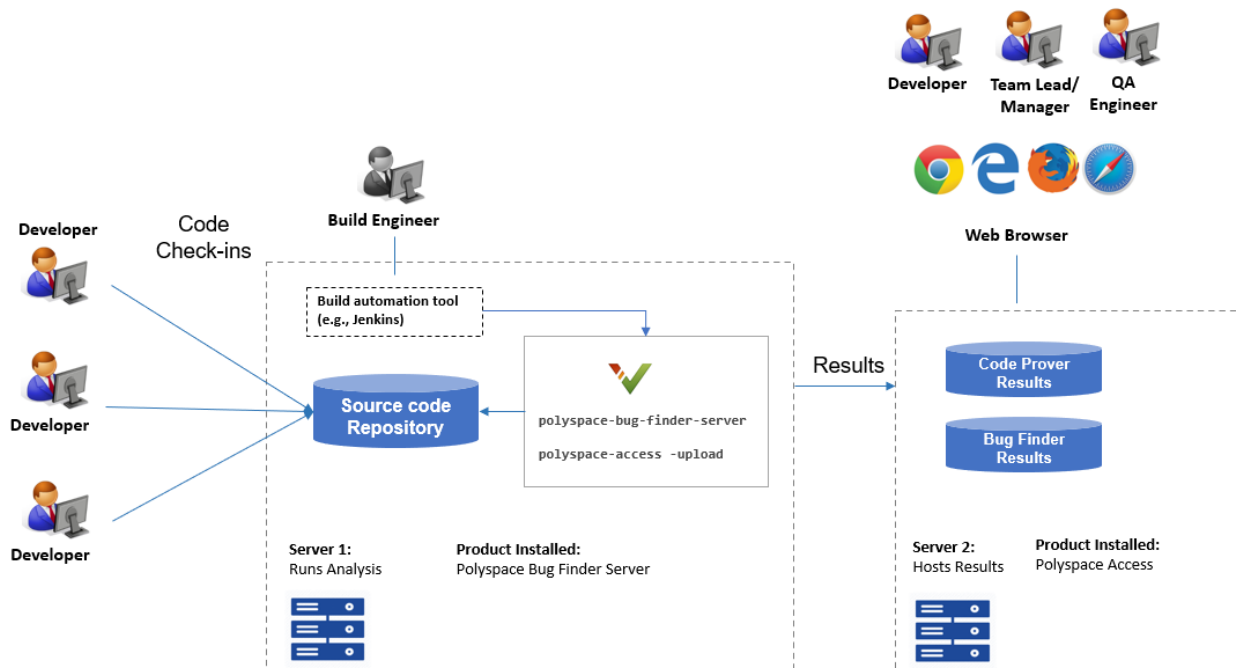 Developer
Team Lead/
Manager
QA
Engineer
Web Browser
Build Engineer
Code
Check-ins
Developer
Developer
Developer
Build automation tool
(e.g., Jenkins)
Source code
Repository
polyspace-bug-finder-server
polyspace-access -upload
Results
Code Prover
Results
Bug Finder
Results
Server 1:
Runs Analysis
Product Installed:
Polyspace Bug Finder Server
Server 2:
Hosts Results
Product Installed:
Polyspace Access